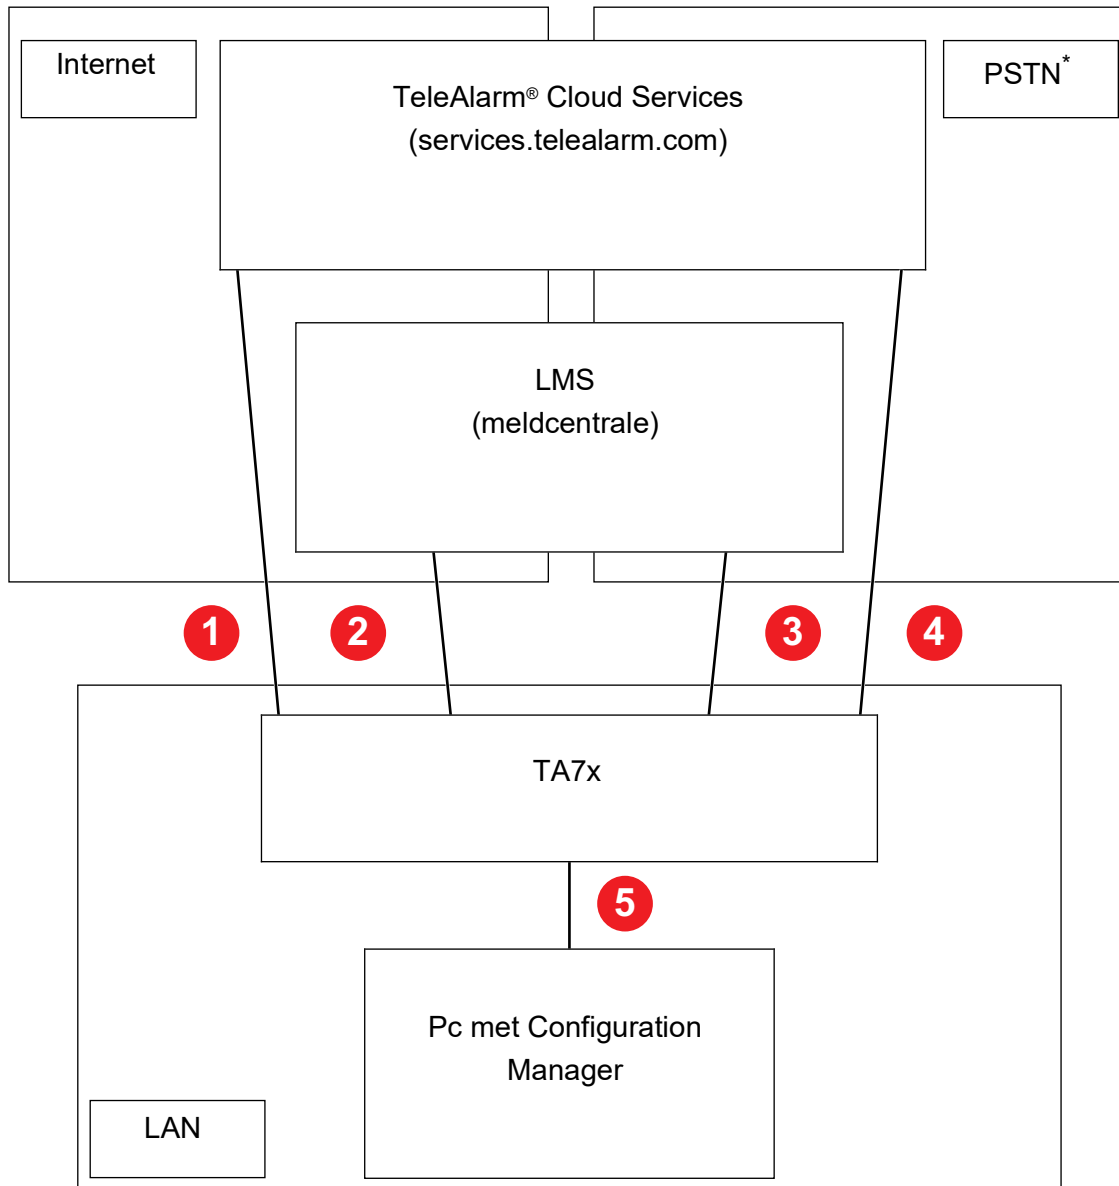 Internet
TeleAlarm® Cloud Services
(services.telealarm.com)
PSTN*
LMS
(meldcentrale)
1
2
3
4
TA7x
5
Pc met Configuration
Manager
LAN